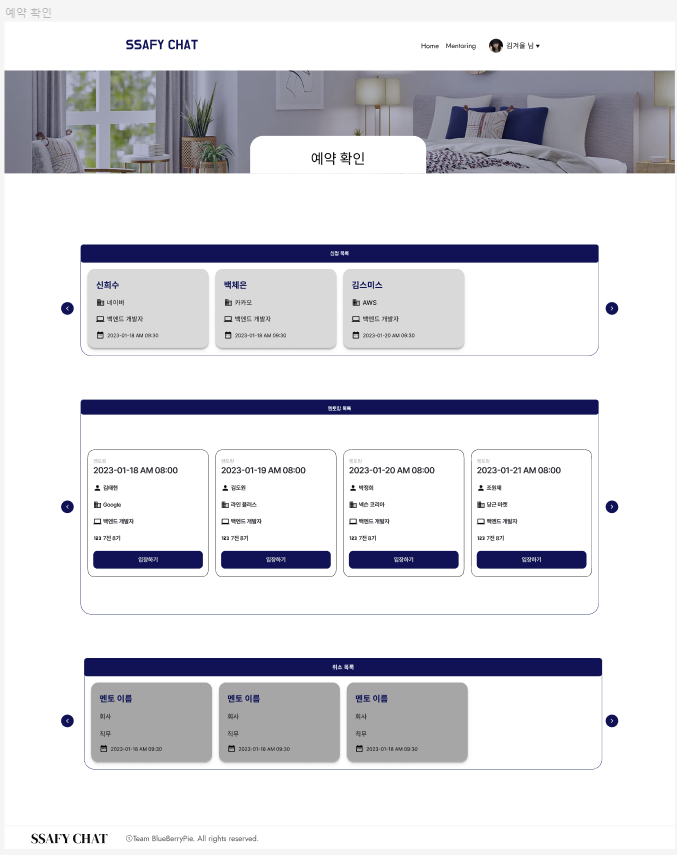 예약 확인
SSAFY CHAT
Home Mentoring 김겨울 님 ▾
예약 확인
신청 목록
신희수 백체은 김스미스
네이버 카카오 AWS
백엔드 개발자 백엔드 개발자 백엔드 개발자
2023-01-18 AM 09:30 2023-01-18 AM 09:30 2023-01-20 AM 09:30
멘토링 목록
멘토링 멘토링 멘토링 멘토링
2023-01-18 AM 08:00 2023-01-19 AM 08:00 2023-01-20 AM 08:00 2023-01-21 AM 08:00
김태현 김도원 박정희 조원재
Google 라인 플러스 넥슨 코리아 당근 마켓
백엔드 개발자 백엔드 개발자 백엔드 개발자 백엔드 개발자
123 7전 8기 123 7전 8기 123 7전 8기 123 7전 8기
입장하기 입장하기 입장하기 입장하기
취소 목록
멘토 이름 멘토 이름 멘토 이름
회사 회사 회사
직무 직무 직무
2023-01-18 AM 09:30 2023-01-18 AM 09:30 2023-01-18 AM 09:30
SSAFY CHAT ⓒTeam BlueBerryPie. All rights reserved.